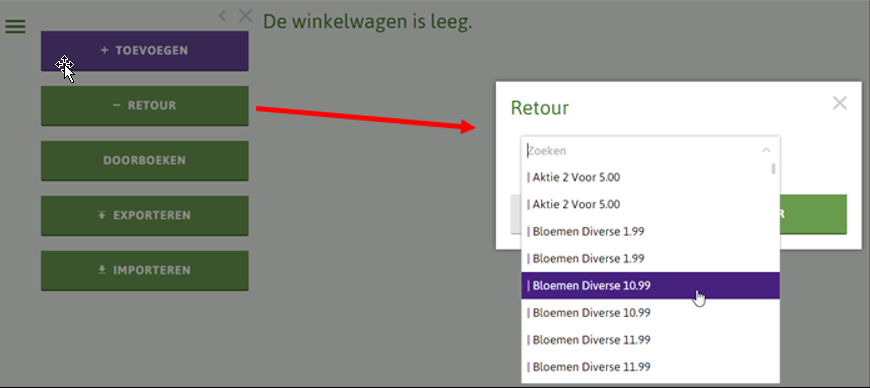 De winkelwagen is leeg.
+ TOEVOEGEN
− RETOUR
DOORBOEKEN
EXPORTEREN
IMPORTEREN
Retour
Zoeken
Aktie 2 Voor 5.00
Aktie 2 Voor 5.00
Bloemen Diverse 1.99
Bloemen Diverse 1.99
Bloemen Diverse 10.99
Bloemen Diverse 10.99
Bloemen Diverse 11.99
Bloemen Diverse 11.99